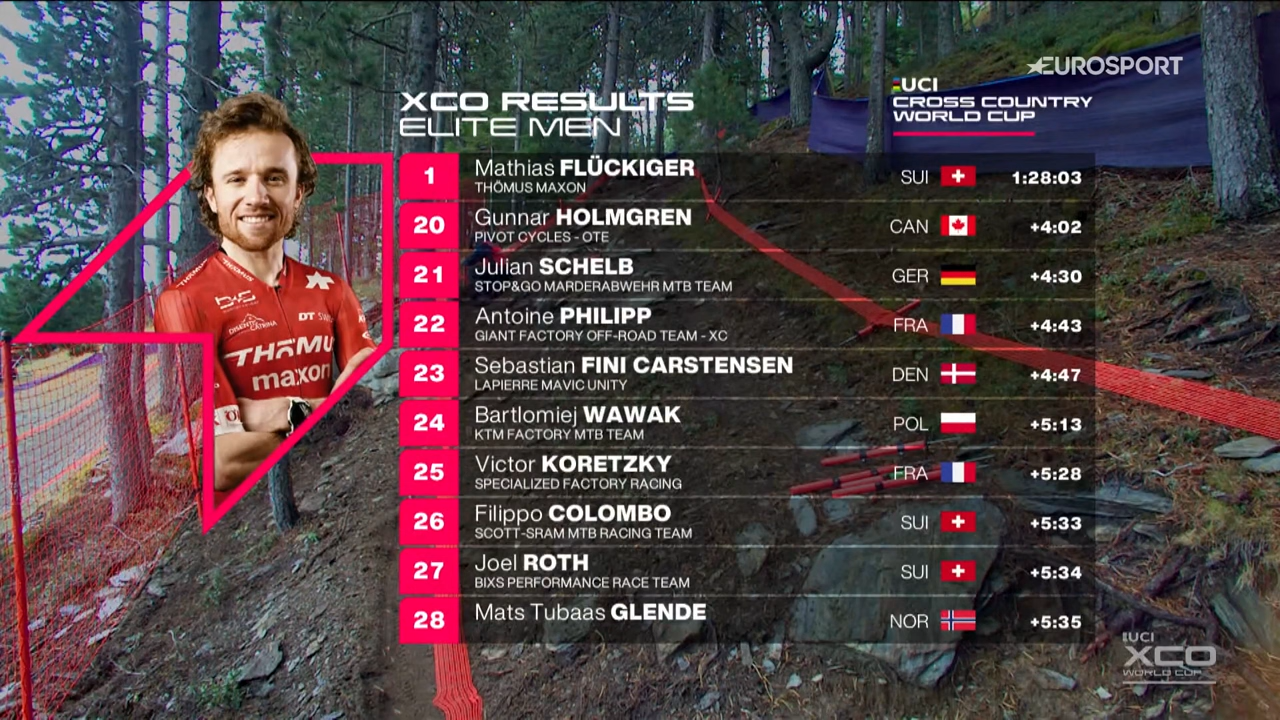 EUROSPORT
XCO RESULTS
ELITE MEN
UCI
CROSS COUNTRY
WORLD CUP
1 Mathias FLÜCKIGER SUI 1:28:03
THÖMUS MAXON
20 Gunnar HOLMGREN CAN +4:02
PIVOT CYCLES - OTE
21 Julian SCHELB GER +4:30
STOP&GO MARDERABWEHR MTB TEAM
22 Antoine PHILIPP FRA +4:43
GIANT FACTORY OFF-ROAD TEAM - XC
23 Sebastian FINI CARSTENSEN DEN +4:47
LAPIERRE MAVIC UNITY
24 Bartlomiej WAWAK POL +5:13
KTM FACTORY MTB TEAM
25 Victor KORETZKY FRA +5:28
SPECIALIZED FACTORY RACING
26 Filippo COLOMBO SUI +5:33
SCOTT-SRAM MTB RACING TEAM
27 Joel ROTH SUI +5:34
BIXS PERFORMANCE RACE TEAM
28 Mats Tubaas GLENDE NOR +5:35
THÖMUS
DT SWISS
THÖMU
maxon
UCI
XCO
WORLD CUP